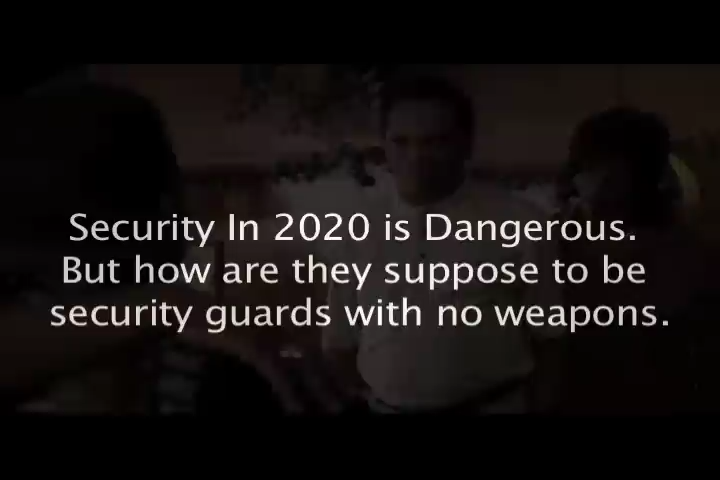 Security In 2020 is Dangerous.
But how are they suppose to be
security guards with no weapons.